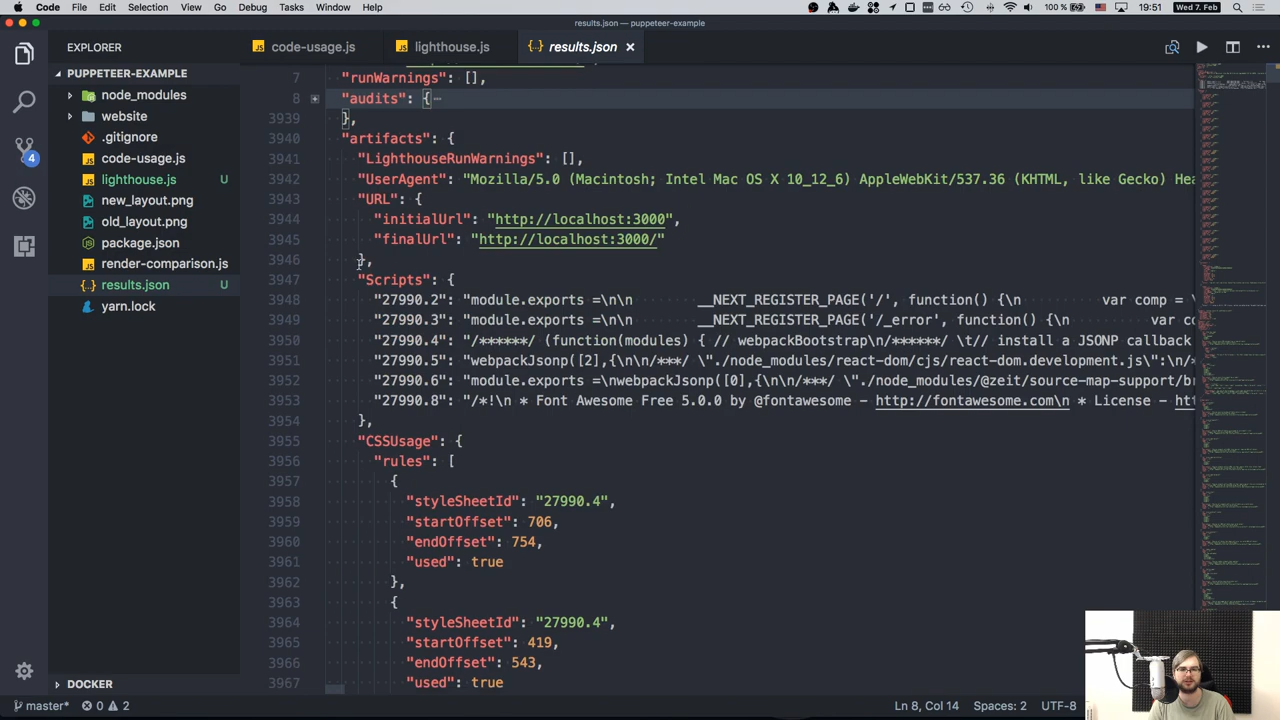 Code File Edit Selection View Go Debug Tasks Window Help 100 % 19:51 Wed 7. Feb
results.json — puppeteer-example
EXPLORER
code-usage.js lighthouse.js results.json
PUPPETEER-EXAMPLE
node_modules
website
.gitignore
code-usage.js
lighthouse.js U
new_layout.png
old_layout.png
package.json
render-comparison.js
results.json U
yarn.lock
4
DOCKER
7 "runWarnings": [],
8 "audits": {
3939 },
3940 "artifacts": {
3941 "LighthouseRunWarnings": [],
3942 "UserAgent": "Mozilla/5.0 (Macintosh; Intel Mac OS X 10_12_6) AppleWebKit/537.36 (KHTML, like Gecko) Hea
3943 "URL": {
3944 "initialUrl": "http://localhost:3000",
3945 "finalUrl": "http://localhost:3000/"
3946 },
3947 "Scripts": {
3948 "27990.2": "module.exports =\n\n __NEXT_REGISTER_PAGE('/', function() {\n var comp =
3949 "27990.3": "module.exports =\n\n __NEXT_REGISTER_PAGE('/_error', function() {\n var co
3950 "27990.4": "/******/ (function(modules) { // webpackBootstrap\n/******/ \t// install a JSONP callback
3951 "27990.5": "webpackJsonp([2],{\n\n/***/ \"./node_modules/react-dom/cjs/react-dom.development.js\":\n/*
3952 "27990.6": "module.exports =\nwebpackJsonp([0],{\n\n/***/ \"./node_modules/@zeit/source-map-support/br
3953 "27990.8": "/*!\n * Font Awesome Free 5.0.0 by @fontawesome - http://fontawesome.com\n * License - ht
3954 },
3955 "CSSUsage": {
3956 "rules": [
3957 {
3958 "styleSheetId": "27990.4",
3959 "startOffset": 706,
3960 "endOffset": 754,
3961 "used": true
3962 },
3963 {
3964 "styleSheetId": "27990.4",
3965 "startOffset": 419,
3966 "endOffset": 543,
3967 "used": true
master* 0 2 Ln 8, Col 14 Spaces: 2 UTF-8